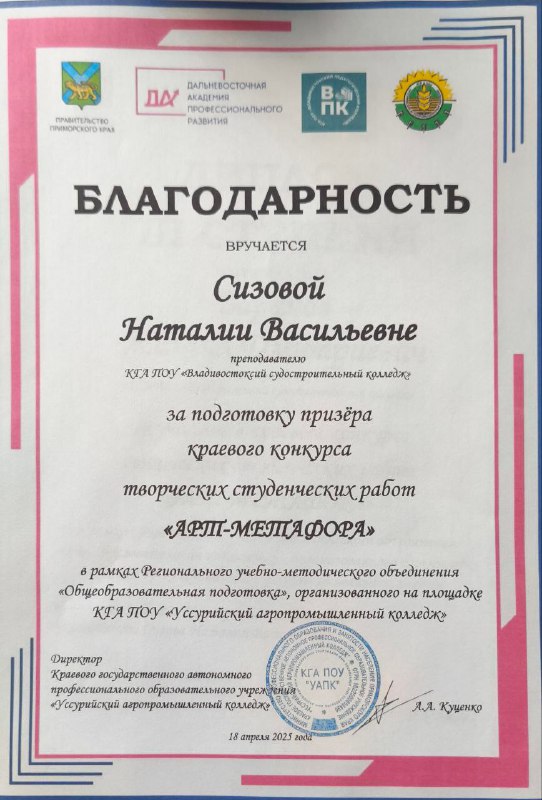 ПРАВИТЕЛЬСТВО
ПРИМОРСКОГО КРАЯ
ДА
ДАЛЬНЕВОСТОЧНАЯ
АКАДЕМИЯ
ПРОФЕССИОНАЛЬНОГО
РАЗВИТИЯ
В
ПК
БЛАГОДАРНОСТЬ
ВРУЧАЕТСЯ
Сизовой
Наталии Васильевне
преподавателю
КГА ПОУ «Владивостокский судостроительный колледж»
за подготовку призёра
краевого конкурса
творческих студенческих работ
«АРТ-МЕТАФОРА»
в рамках Регионального учебно-методического объединения
«Общеобразовательная подготовка», организованного на площадке
КГА ПОУ «Уссурийский агропромышленный колледж»
Директор
Краевого государственного автономного
профессионального образовательного учреждения
«Уссурийский агропромышленный колледж»
КГА ПОУ
"УАПК"
А.А. Куценко
18 апреля 2025 года